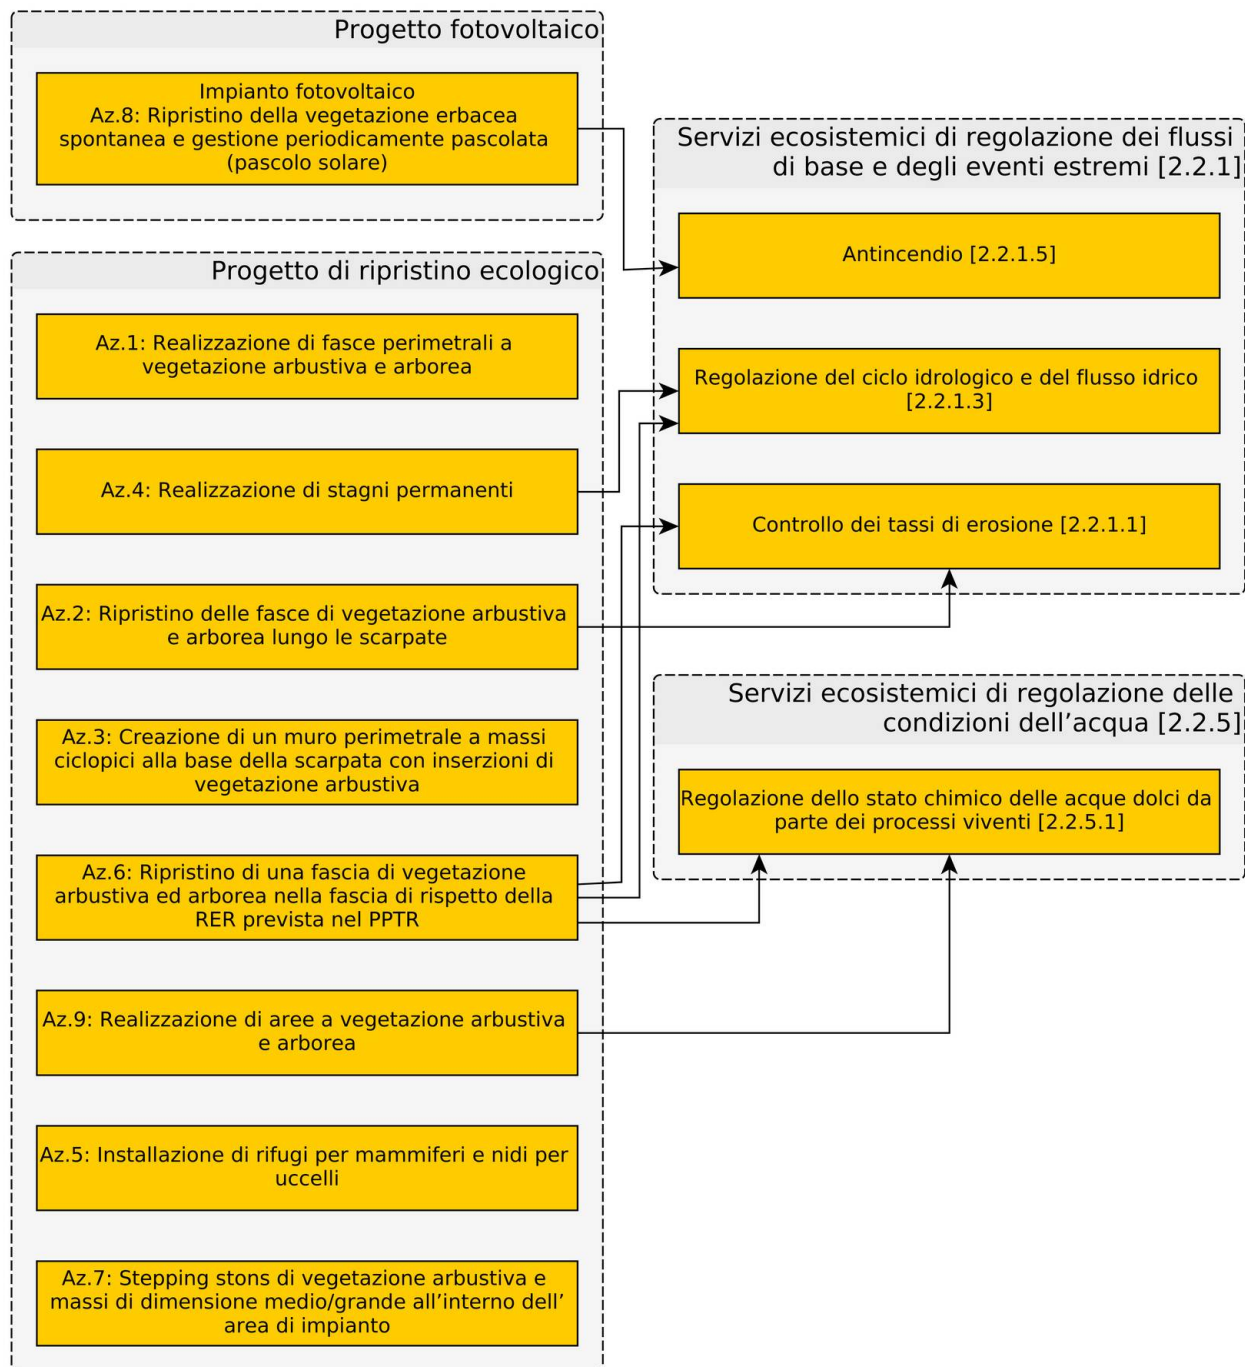 Progetto fotovoltaico
Impianto fotovoltaico
Az.8: Ripristino della vegetazione erbacea
spontanea e gestione periodicamente pascolata
(pascolo solare)
Progetto di ripristino ecologico
Az.1: Realizzazione di fasce perimetrali a
vegetazione arbustiva e arborea
Az.4: Realizzazione di stagni permanenti
Az.2: Ripristino delle fasce di vegetazione arbustiva
e arborea lungo le scarpate
Az.3: Creazione di un muro perimetrale a massi
ciclopici alla base della scarpata con inserzioni di
vegetazione arbustiva
Az.6: Ripristino di una fascia di vegetazione
arbustiva ed arborea nella fascia di rispetto della
RER prevista nel PPTR
Az.9: Realizzazione di aree a vegetazione arbustiva
e arborea
Az.5: Installazione di rifugi per mammiferi e nidi per
uccelli
Az.7: Stepping stons di vegetazione arbustiva e
massi di dimensione medio/grande all’interno dell’
area di impianto
Servizi ecosistemici di regolazione dei flussi
di base e degli eventi estremi [2.2.1]
Antincendio [2.2.1.5]
Regolazione del ciclo idrologico e del flusso idrico
[2.2.1.3]
Controllo dei tassi di erosione [2.2.1.1]
Servizi ecosistemici di regolazione delle
condizioni dell’acqua [2.2.5]
Regolazione dello stato chimico delle acque dolci da
parte dei processi viventi [2.2.5.1]